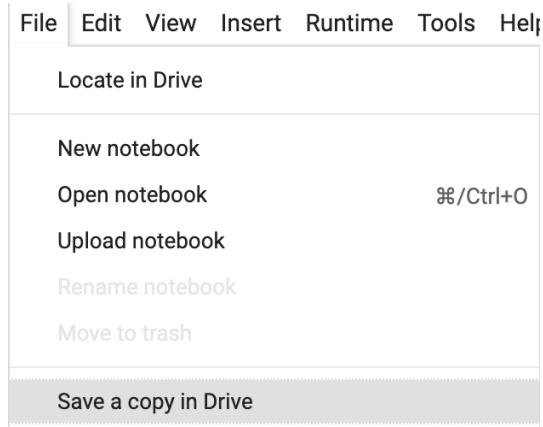 File Edit View Insert Runtime Tools Help
Locate in Drive
New notebook
Open notebook ⌘/Ctrl+O
Upload notebook
Rename notebook
Move to trash
Save a copy in Drive